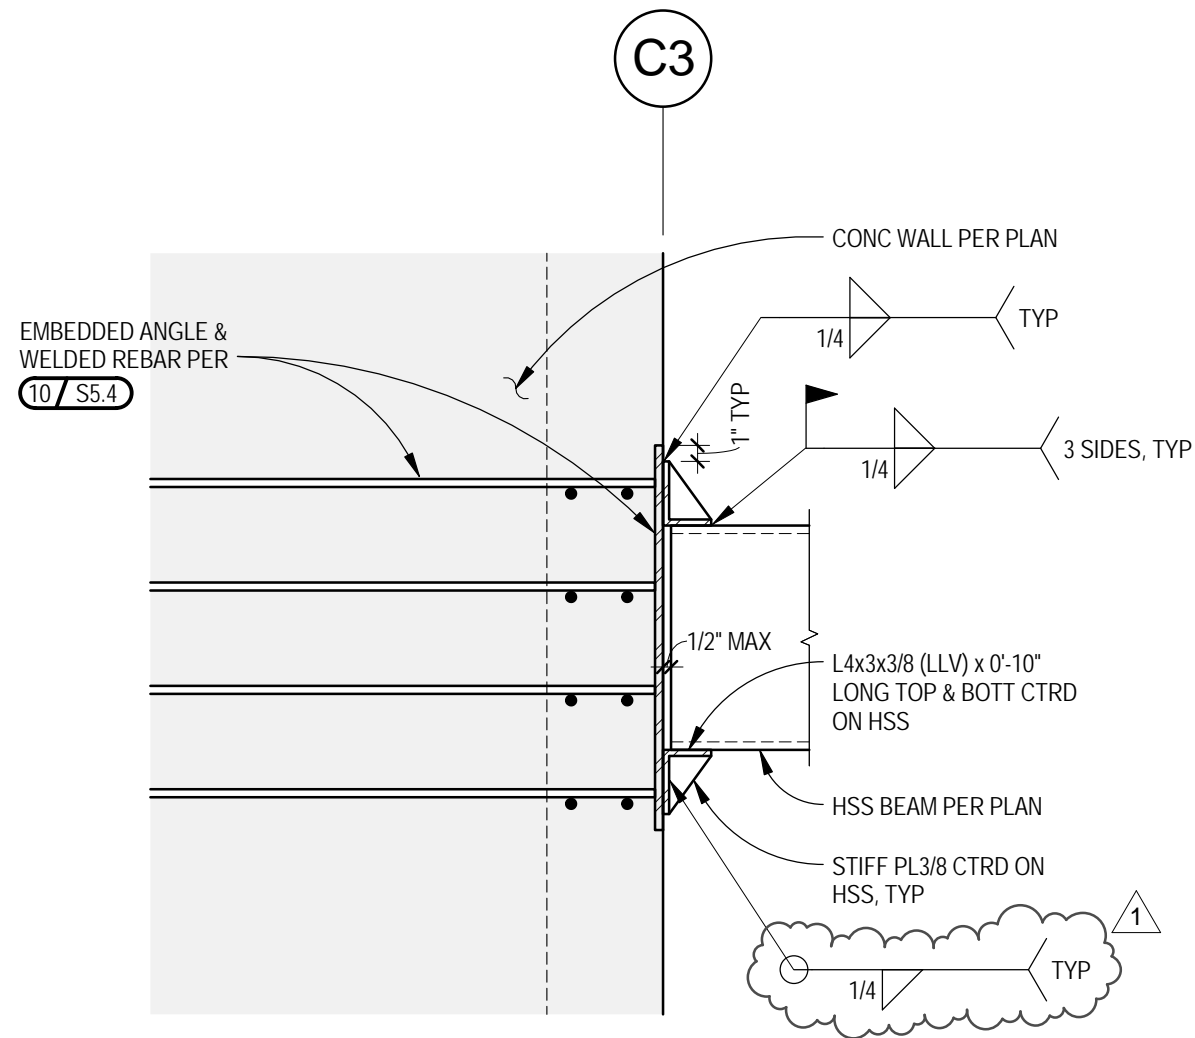 C3
CONC WALL PER PLAN
1/4
TYP
EMBEDDED ANGLE &
WELDED REBAR PER
10 / S5.4
1" TYP
1/4
3 SIDES, TYP
1/2" MAX
L4x3x3/8 (LLV) x 0'-10"
LONG TOP & BOTT CTRD
ON HSS
HSS BEAM PER PLAN
STIFF PL3/8 CTRD ON
HSS, TYP
1
1/4
TYP